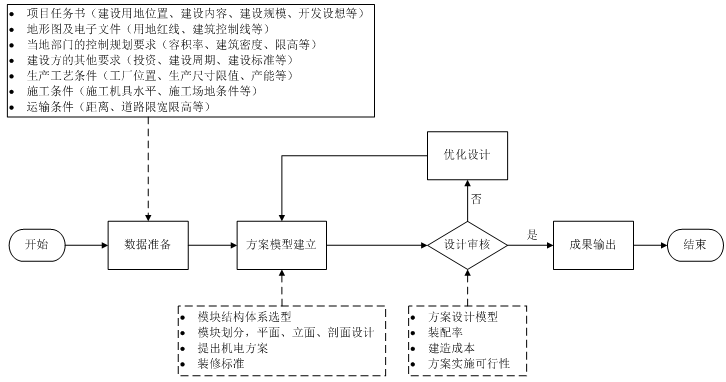 ● 项目任务书（建设用地位置、建设内容、建设规模、开发设想等）
● 地形图及电子文件（用地红线、建筑控制线等）
● 当地部门的控制规划要求（容积率、建筑密度、限高等）
● 建设方的其他要求（投资、建设周期、建设标准等）
● 生产工艺条件（工厂位置、生产尺寸限值、产能等）
● 施工条件（施工机具水平、施工场地条件等）
● 运输条件（距离、道路限宽限高等）
优化设计
否
开始
数据准备
方案模型建立
设计审核
是
成果输出
结束
● 模块结构体系选型
● 模块划分，平面、立面、剖面设计
● 提出机电方案
● 装修标准
● 方案设计模型
● 装配率
● 建造成本
● 方案实施可行性